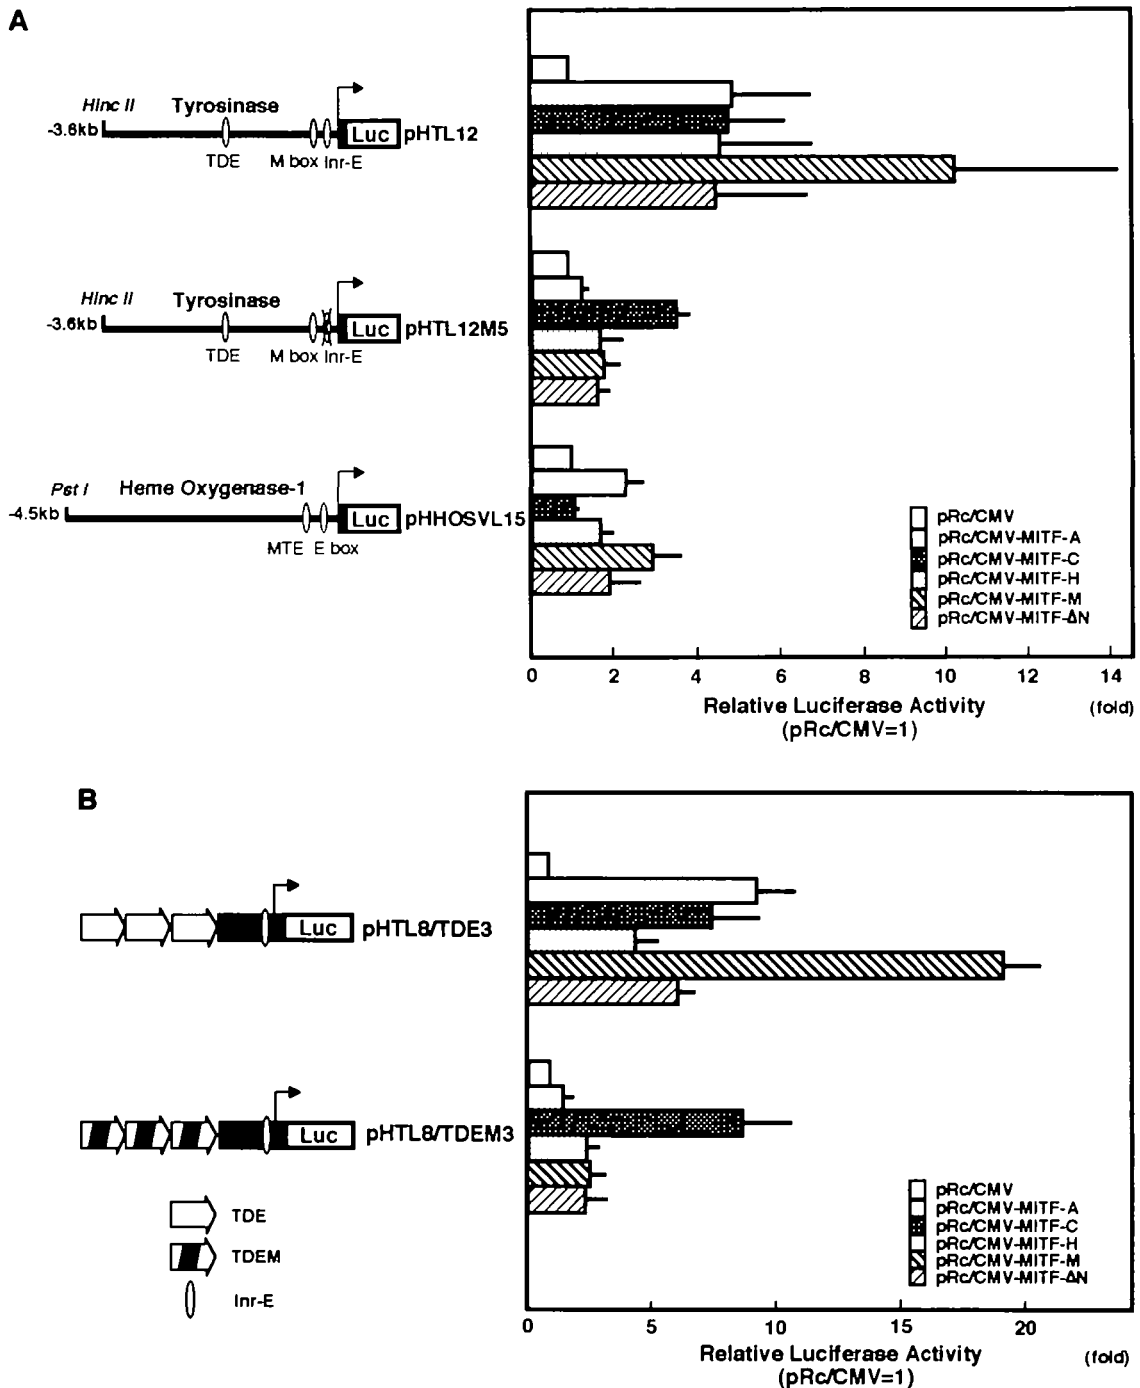 A
Hinc II
Tyrosinase
-3.6kb
Luc
pHTL12
TDE
M box
Inr-E
Hinc II
Tyrosinase
-3.6kb
Luc
pHTL12M5
TDE
M box
Inr-E
Pst I
Heme Oxygenase-1
-4.5kb
Luc
pHHOSVL15
MTE
E box
pRc/CMV
pRc/CMV-MITF-A
pRc/CMV-MITF-C
pRc/CMV-MITF-H
pRc/CMV-MITF-M
pRc/CMV-MITF-ΔN
0 2 4 6 8 10 12 14
Relative Luciferase Activity
(fold)
(pRc/CMV=1)
B
Luc
pHTL8/TDE3
Luc
pHTL8/TDEM3
TDE
TDEM
Inr-E
pRc/CMV
pRc/CMV-MITF-A
pRc/CMV-MITF-C
pRc/CMV-MITF-H
pRc/CMV-MITF-M
pRc/CMV-MITF-ΔN
0 5 10 15 20
Relative Luciferase Activity
(fold)
(pRc/CMV=1)